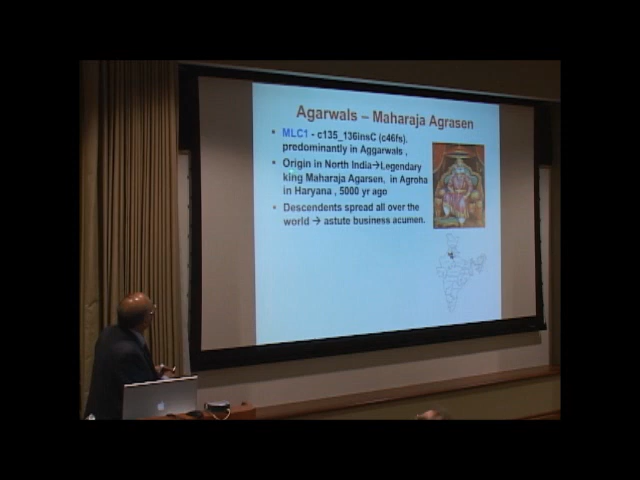 Agarwals – Maharaja Agrasen
• MLC1 - c135_136insC (c46fs),
predominantly in Aggarwals ,
• Origin in North India→Legendary
king Maharaja Agarsen, in Agroha
in Haryana , 5000 yr ago
• Descendents spread all over the
world → astute business acumen.